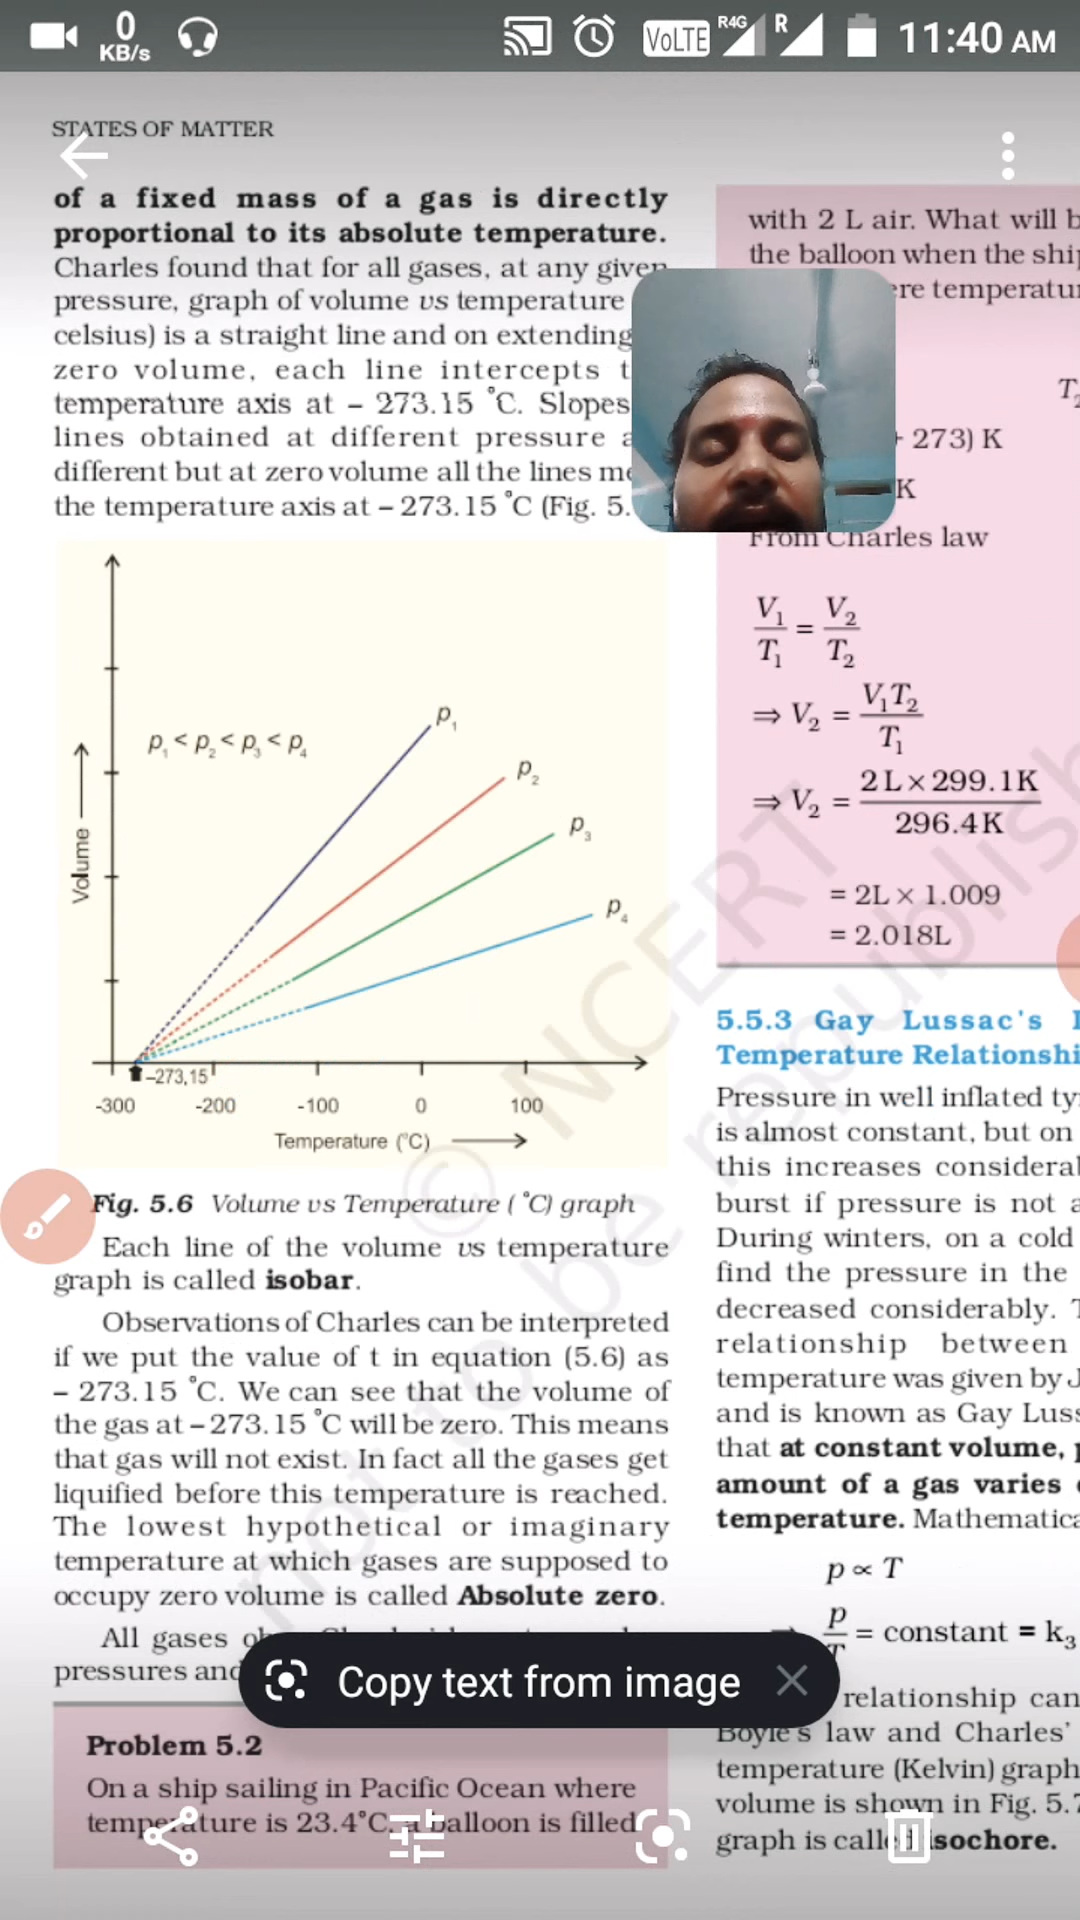 0
KB/s
VoLTE
R4G
R
11:40 AM
STATES OF MATTER
of a fixed mass of a gas is directly
proportional to its absolute temperature.
Charles found that for all gases, at any given
pressure, graph of volume vs temperature
celsius) is a straight line and on extending
zero volume, each line intercepts
temperature axis at – 273.15 °C. Slopes
lines obtained at different pressure
different but at zero volume all the lines
the temperature axis at – 273.15 °C (Fig. 5.
p₁ < p₂ < p₃ < p₄
p₁
p₂
p₃
p₄
Volume
–273,15
-300 -200 -100 0 100
Temperature (°C)
Fig. 5.6 Volume vs Temperature ( °C) graph
Each line of the volume vs temperature
graph is called isobar.
Observations of Charles can be interpreted
if we put the value of t in equation (5.6) as
– 273.15 °C. We can see that the volume of
the gas at – 273.15 °C will be zero. This means
that gas will not exist. In fact all the gases get
liquified before this temperature is reached.
The lowest hypothetical or imaginary
temperature at which gases are supposed to
occupy zero volume is called Absolute zero.
All gases
pressures and
Problem 5.2
On a ship sailing in Pacific Ocean where
temperature is 23.4°C, a balloon is filled
with 2 L air. What will
the balloon when the
T₂
+ 273) K
K
From Charles law
V₁/T₁ = V₂/T₂
⇒ V₂ = V₁T₂/T₁
⇒ V₂ = 2 L × 299.1 K / 296.4 K
= 2L × 1.009
= 2.018L
5.5.3 Gay Lussac's
Temperature
Pressure in well inflated
is almost constant, but on
this increases
burst if pressure is not
During winters, on a cold
find the pressure in the
decreased considerably.
relationship between
temperature was given by
and is known as Gay
that at constant volume,
amount of a gas varies
temperature.
p ∝ T
p/T = constant = k₃
relationship can
Boyle's law and Charles'
temperature (Kelvin) graph
volume is shown in Fig. 5.7
graph is called isochore.
© NCERT
not to be republish
Copy text from image